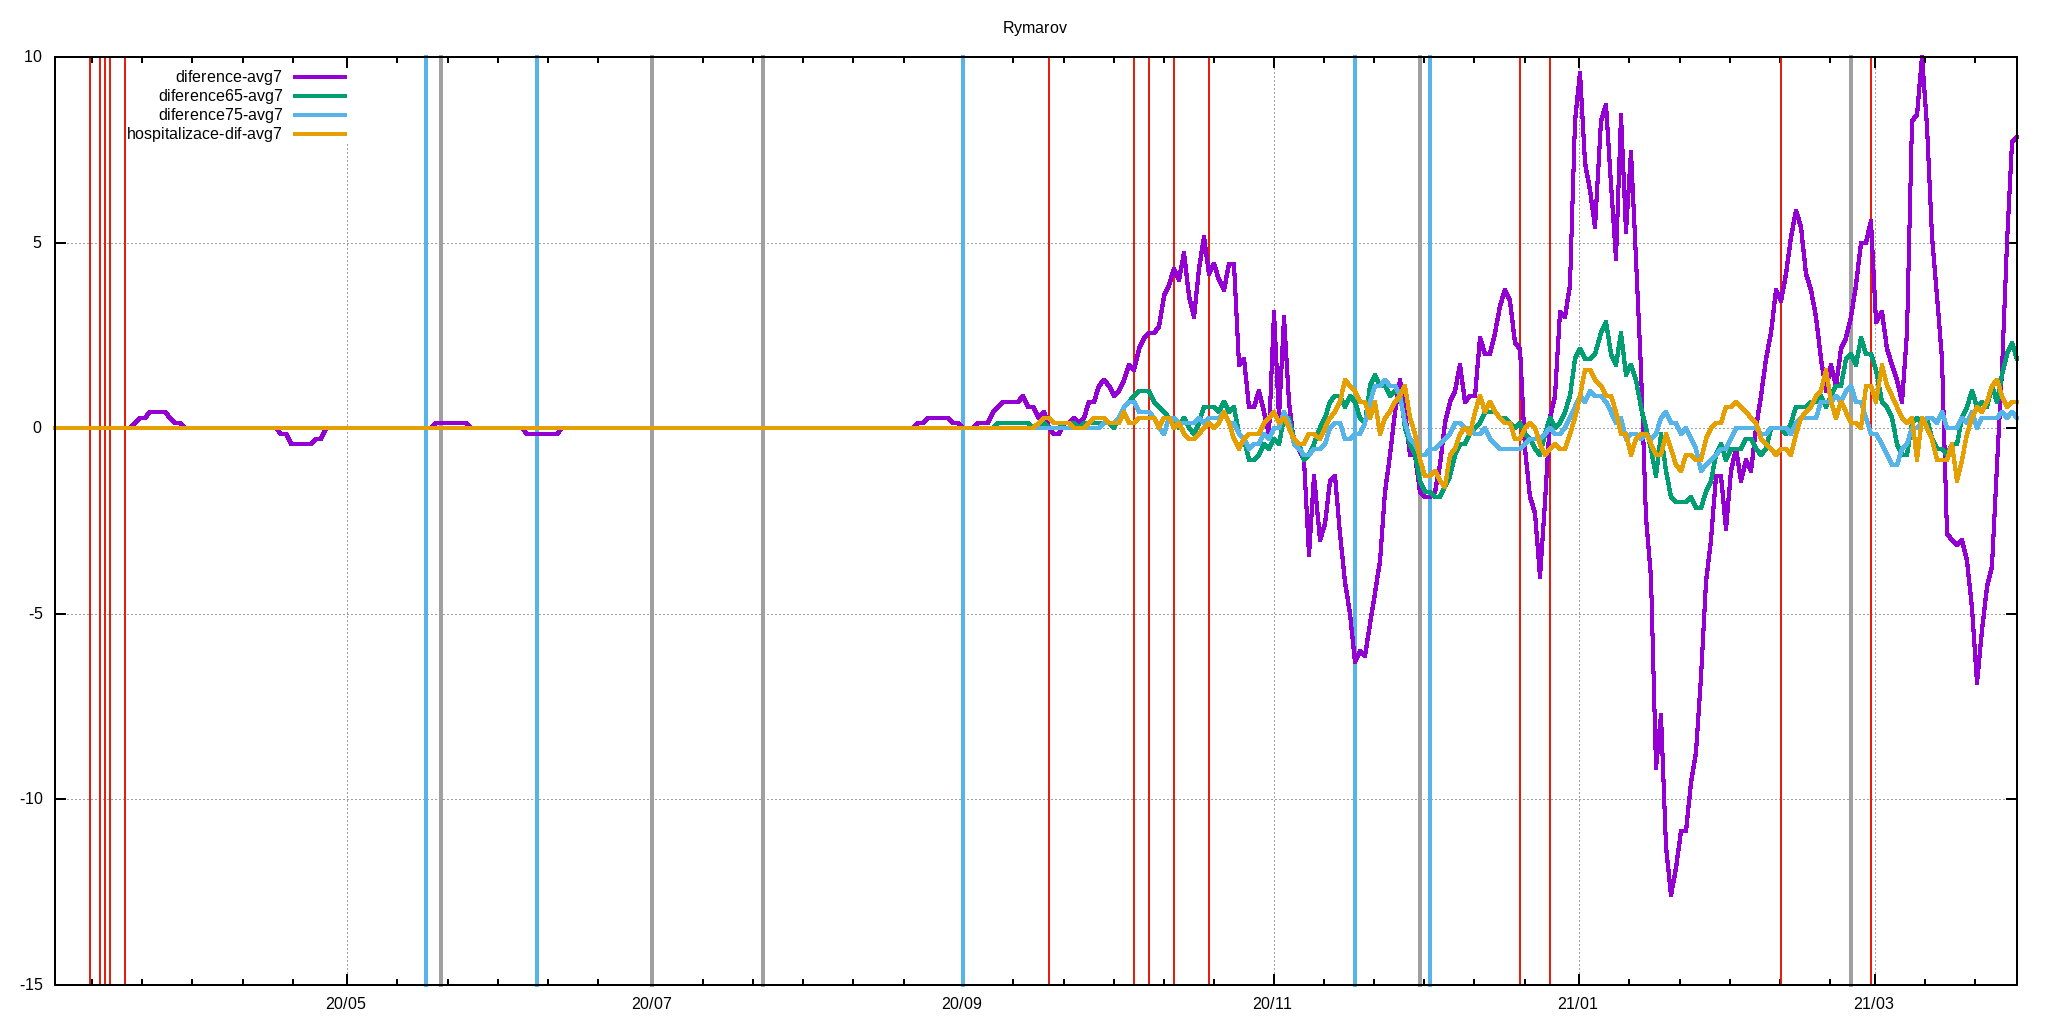 Rymarov
10
diference-avg7
diference65-avg7
diference75-avg7
hospitalizace-dif-avg7
5
0
-5
-10
-15
20/05 20/07 20/09 20/11 21/01 21/03